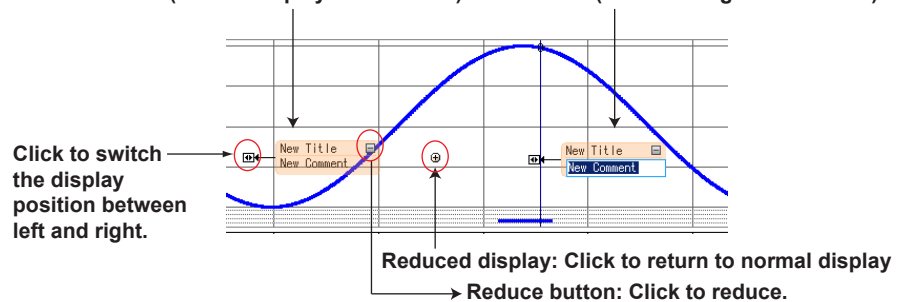 New Title
New Comment
New Title
New Comment
Click to switch
the display
position between
left and right.
Reduced display: Click to return to normal display
Reduce button: Click to reduce.